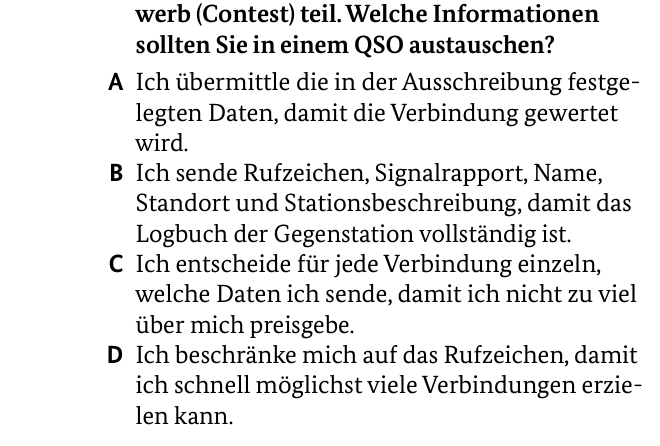 werb (Contest) teil. Welche Informationen
sollten Sie in einem QSO austauschen?
A Ich übermittle die in der Ausschreibung festge-
legten Daten, damit die Verbindung gewertet
wird.
B Ich sende Rufzeichen, Signalrapport, Name,
Standort und Stationsbeschreibung, damit das
Logbuch der Gegenstation vollständig ist.
C Ich entscheide für jede Verbindung einzeln,
welche Daten ich sende, damit ich nicht zu viel
über mich preisgebe.
D Ich beschränke mich auf das Rufzeichen, damit
ich schnell möglichst viele Verbindungen erzie-
len kann.